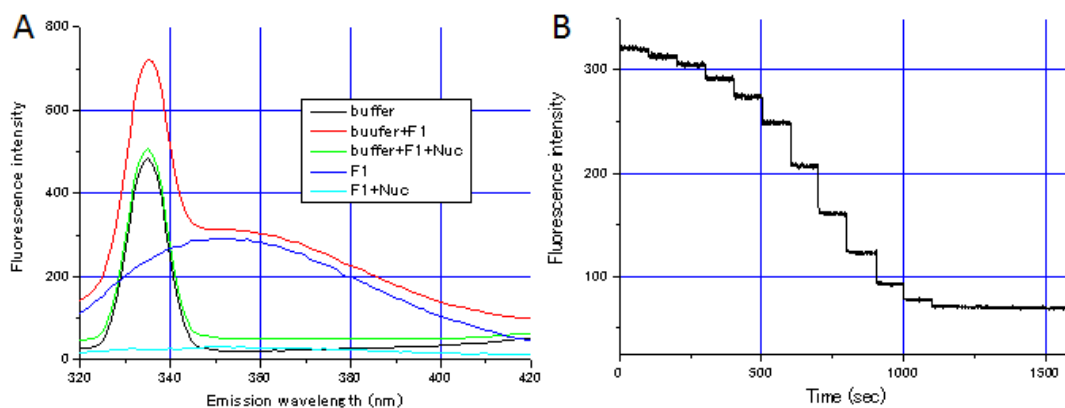 A
800
600
400
200
0
Fluorescence intensity
buffer
buufer+F1
buffer+F1+Nuc
F1
F1+Nuc
320 340 360 380 400 420
Emission wavelength (nm)
B
300
200
100
Fluorescence intensity
0 500 1000 1500
Time (sec)